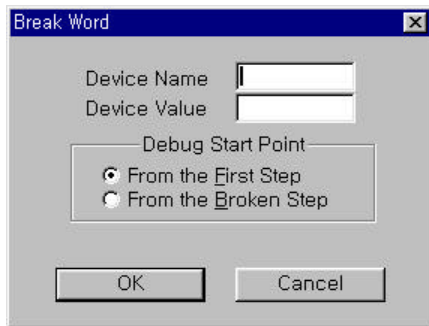 Break Word
Device Name
Device Value
Debug Start Point
From the First Step
From the Broken Step
OK Cancel